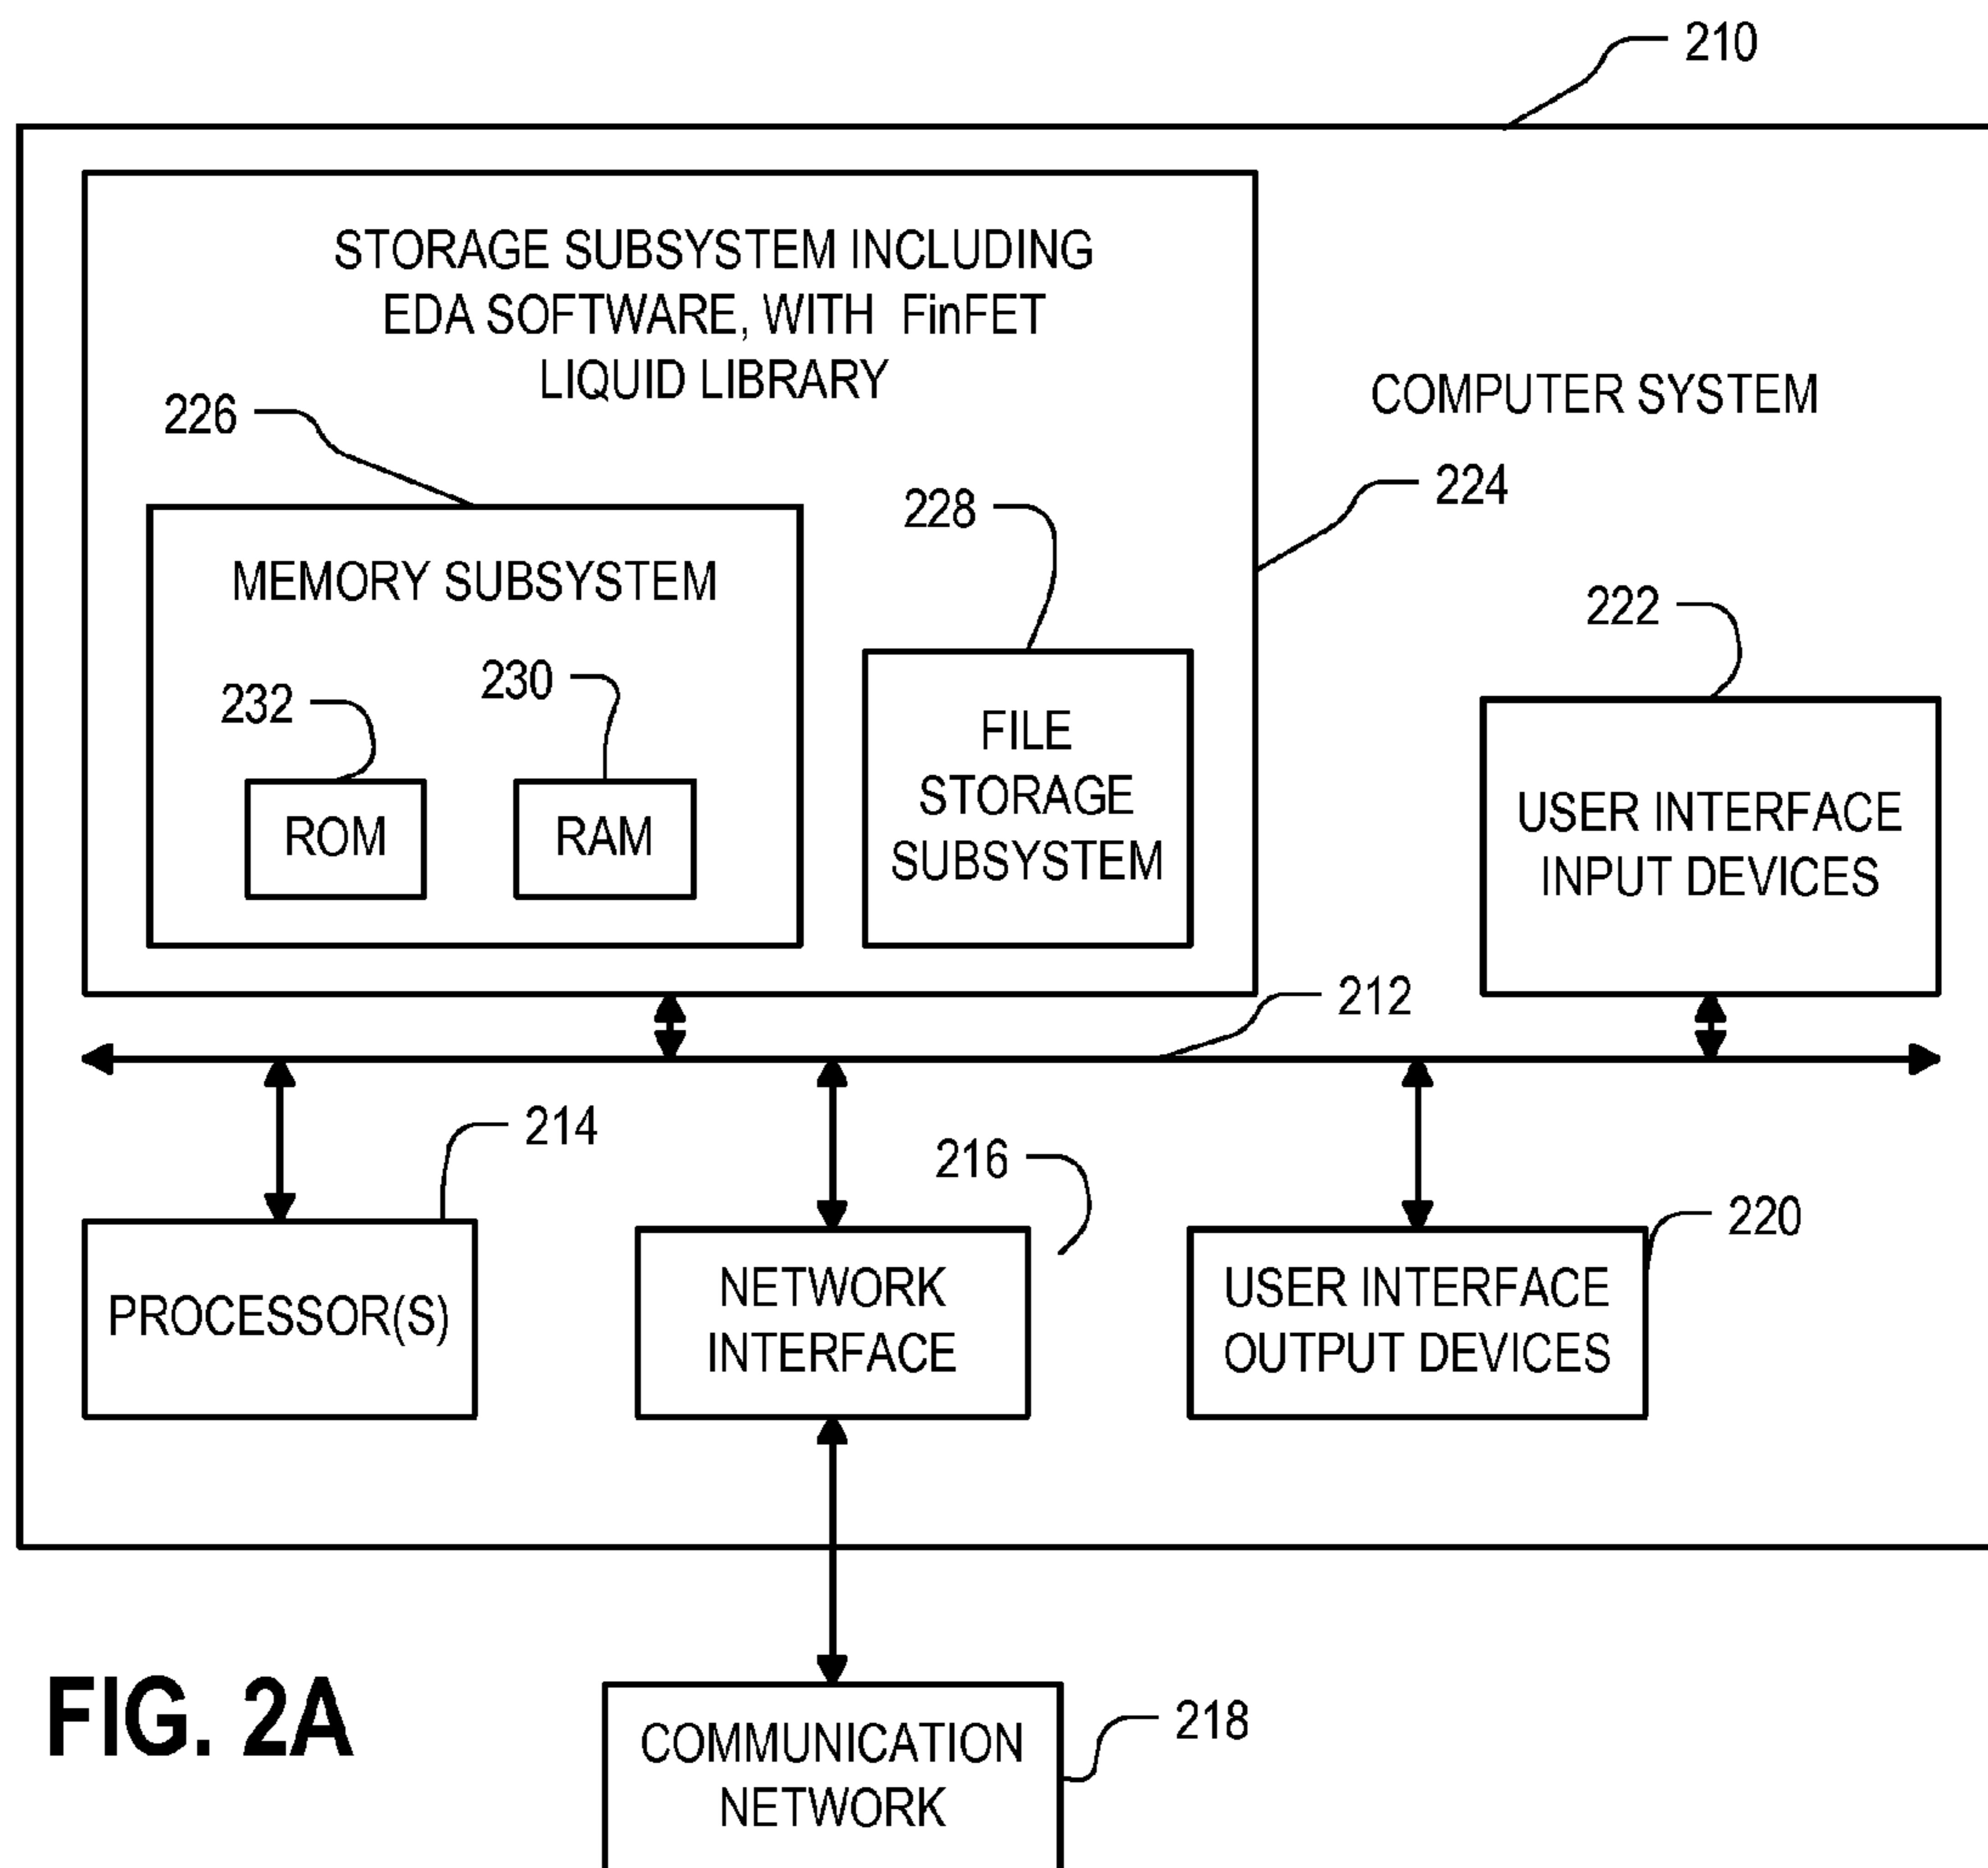 210
STORAGE SUBSYSTEM INCLUDING
EDA SOFTWARE, WITH FinFET
LIQUID LIBRARY
COMPUTER SYSTEM
226
224
228
MEMORY SUBSYSTEM
222
232
230
FILE
STORAGE
SUBSYSTEM
ROM
RAM
USER INTERFACE
INPUT DEVICES
212
214
216
220
PROCESSOR(S)
NETWORK
INTERFACE
USER INTERFACE
OUTPUT DEVICES
FIG. 2A
218
COMMUNICATION
NETWORK